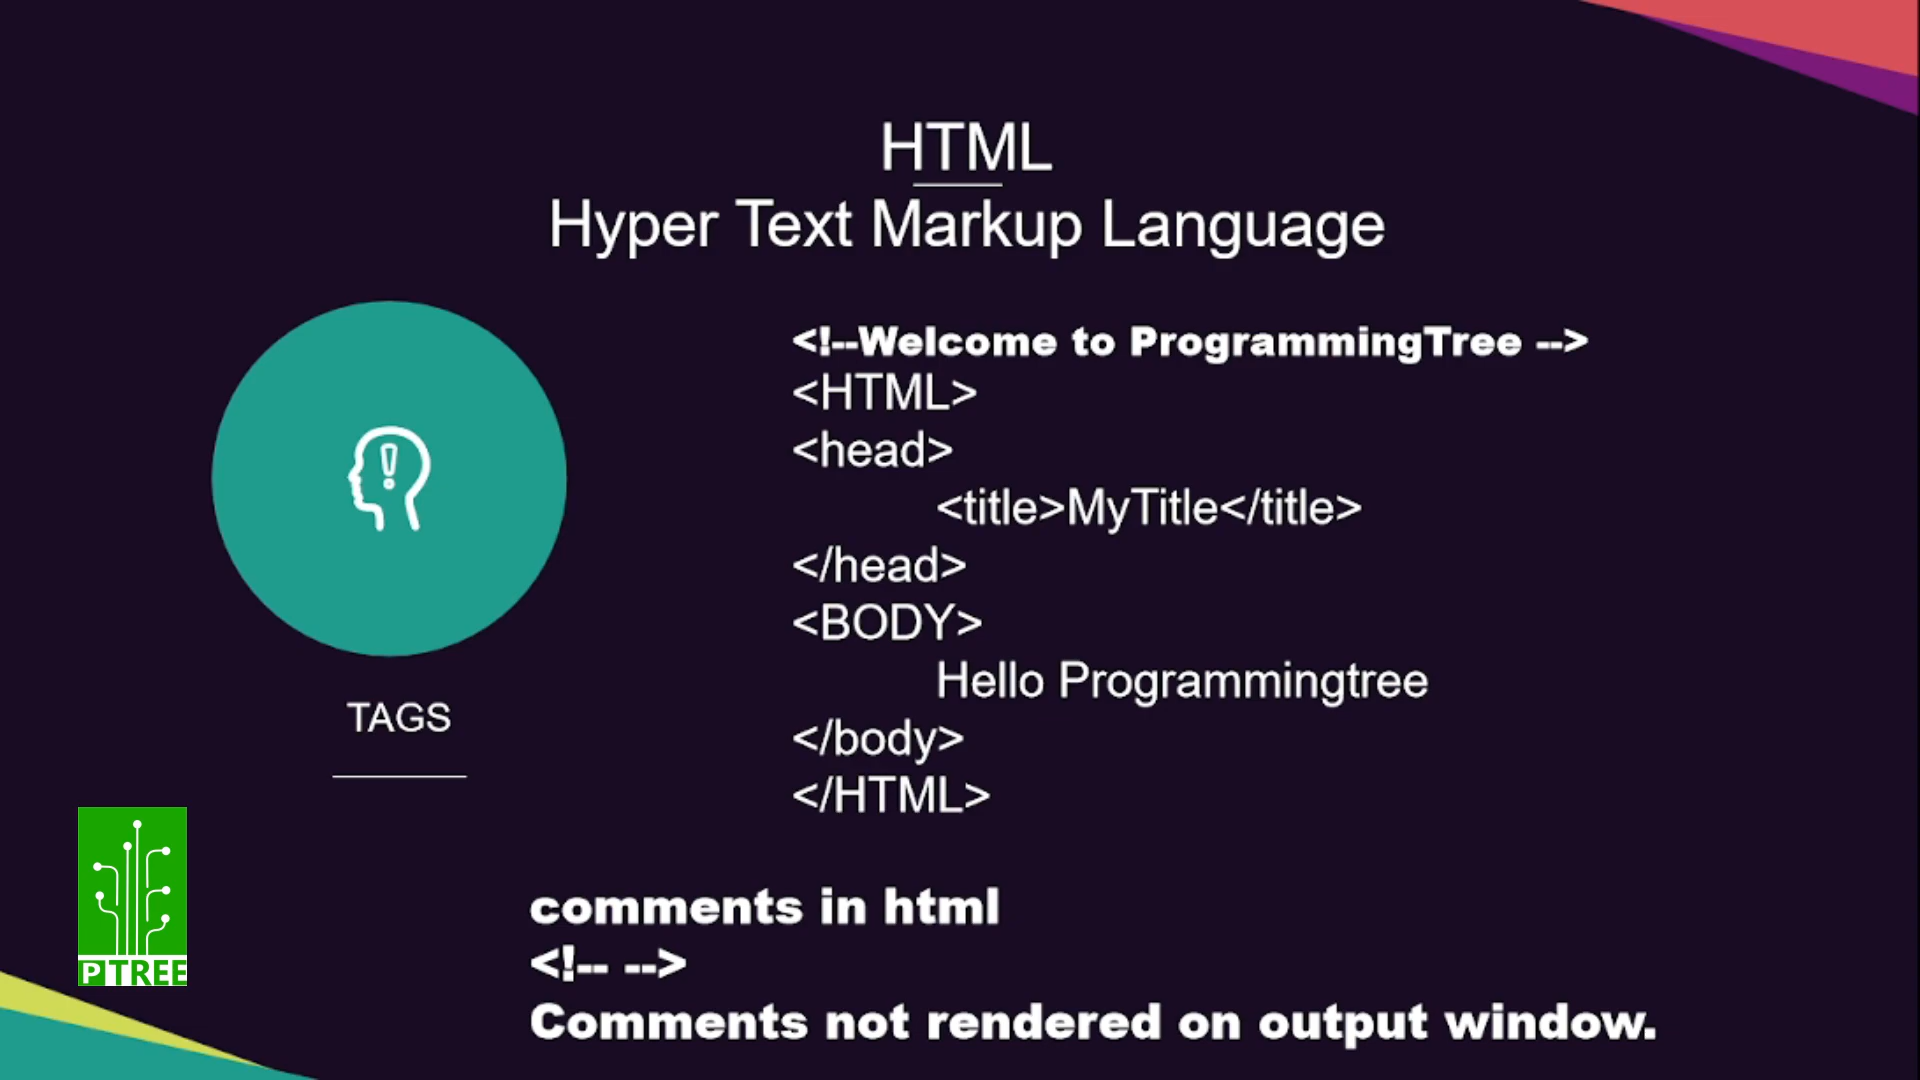 HTML
Hyper Text Markup Language
<!--Welcome to ProgrammingTree -->
<HTML>
<head>
<title>MyTitle</title>
</head>
<BODY>
Hello Programmingtree
</body>
</HTML>
TAGS
comments in html
<!-- -->
Comments not rendered on output window.
PTREE